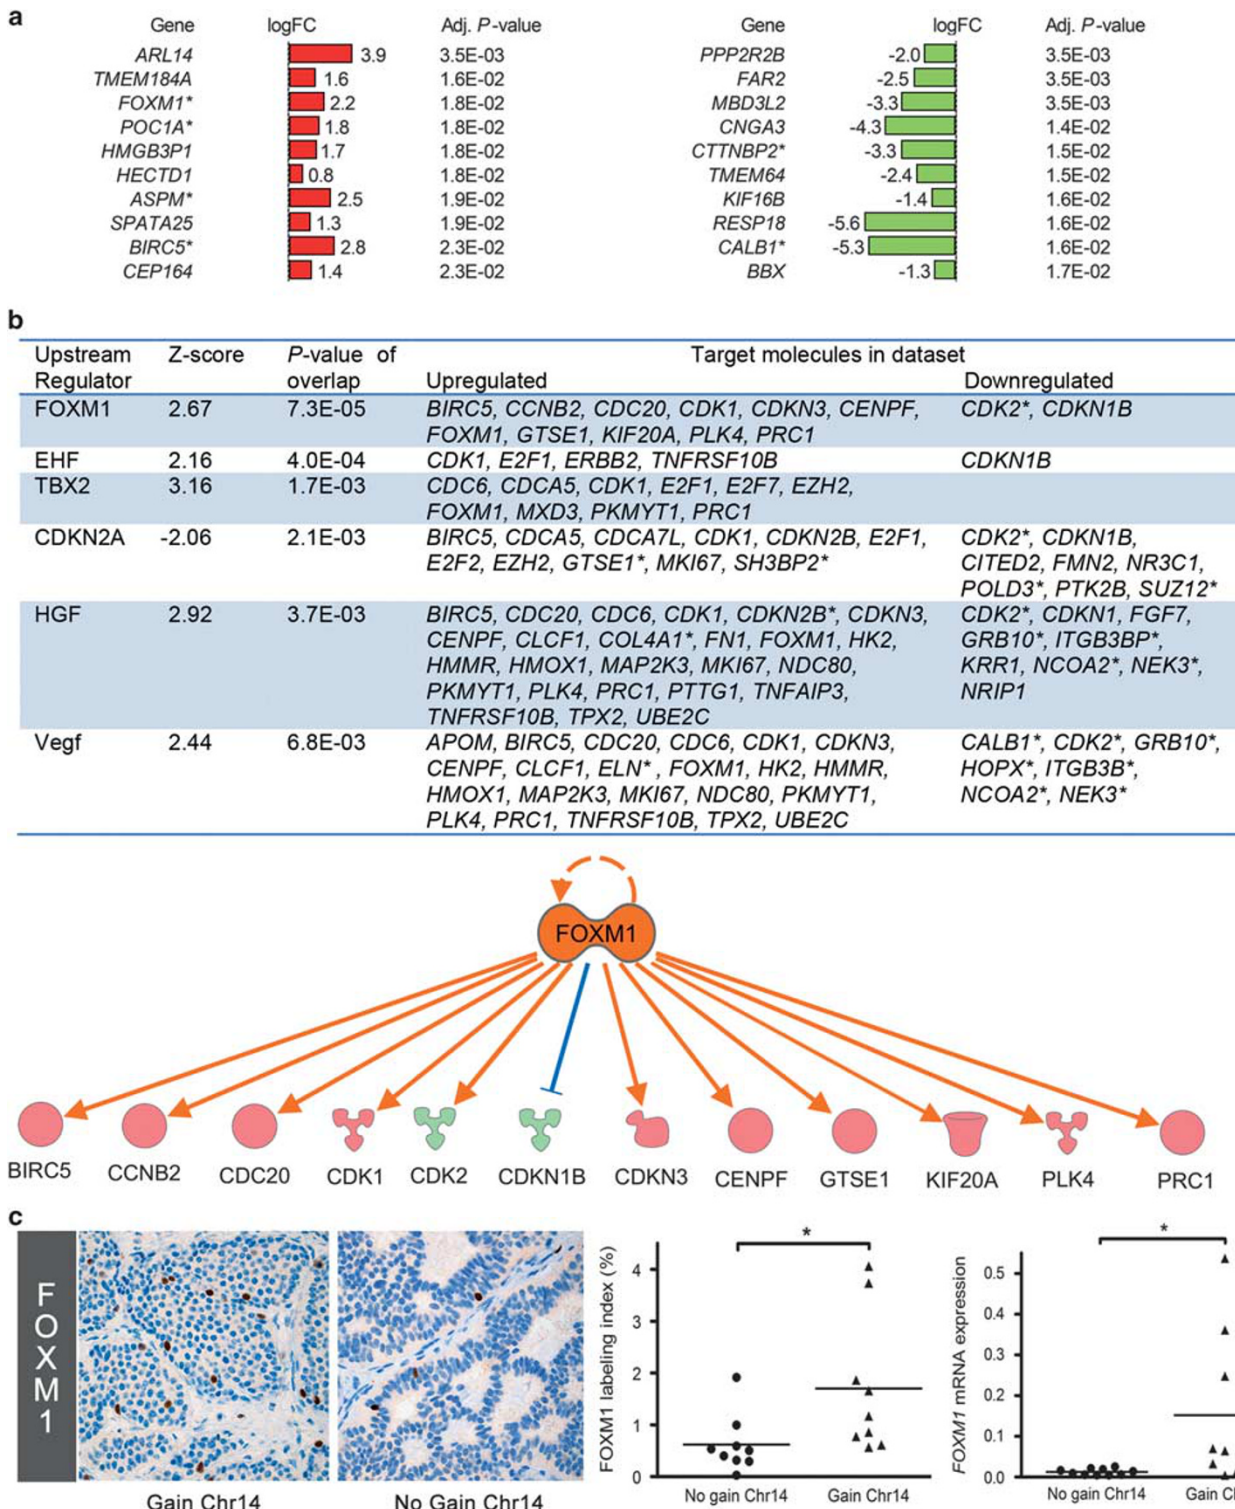 a
Gene logFC Adj. P-value
ARL14 3.9 3.5E-03
TMEM184A 1.6 1.6E-02
FOXM1* 2.2 1.8E-02
POC1A* 1.8 1.8E-02
HMGB3P1 1.7 1.8E-02
HECTD1 0.8 1.8E-02
ASPM* 2.5 1.9E-02
SPATA25 1.3 1.9E-02
BIRC5* 2.8 2.3E-02
CEP164 1.4 2.3E-02
Gene logFC Adj. P-value
PPP2R2B -2.0 3.5E-03
FAR2 -2.5 3.5E-03
MBD3L2 -3.3 3.5E-03
CNGA3 -4.3 1.4E-02
CTTNBP2* -3.3 1.5E-02
TMEM64 -2.4 1.5E-02
KIF16B -1.4 1.6E-02
RESP18 -5.6 1.6E-02
CALB1* -5.3 1.6E-02
BBX -1.3 1.7E-02
b
Upstream Z-score P-value of Target molecules in dataset
Regulator overlap Upregulated Downregulated
FOXM1 2.67 7.3E-05 BIRC5, CCNB2, CDC20, CDK1, CDKN3, CENPF, CDK2*, CDKN1B
FOXM1, GTSE1, KIF20A, PLK4, PRC1
EHF 2.16 4.0E-04 CDK1, E2F1, ERBB2, TNFRSF10B CDKN1B
TBX2 3.16 1.7E-03 CDC6, CDCA5, CDK1, E2F1, E2F7, EZH2,
FOXM1, MXD3, PKMYT1, PRC1
CDKN2A -2.06 2.1E-03 BIRC5, CDCA5, CDCA7L, CDK1, CDKN2B, E2F1, CDK2*, CDKN1B,
E2F2, EZH2, GTSE1*, MKI67, SH3BP2* CITED2, FMN2, NR3C1,
POLD3*, PTK2B, SUZ12*
HGF 2.92 3.7E-03 BIRC5, CDC20, CDC6, CDK1, CDKN2B*, CDKN3, CDK2*, CDKN1, FGF7,
CENPF, CLCF1, COL4A1*, FN1, FOXM1, HK2, GRB10*, ITGB3BP*,
HMMR, HMOX1, MAP2K3, MKI67, NDC80, KRR1, NCOA2*, NEK3*,
PKMYT1, PLK4, PRC1, PTTG1, TNFAIP3, NRIP1
TNFRSF10B, TPX2, UBE2C
Vegf 2.44 6.8E-03 APOM, BIRC5, CDC20, CDC6, CDK1, CDKN3, CALB1*, CDK2*, GRB10*,
CENPF, CLCF1, ELN* , FOXM1, HK2, HMMR, HOPX*, ITGB3B*,
HMOX1, MAP2K3, MKI67, NDC80, PKMYT1, NCOA2*, NEK3*
PLK4, PRC1, TNFRSF10B, TPX2, UBE2C
FOXM1
BIRC5 CCNB2 CDC20 CDK1 CDK2 CDKN1B CDKN3 CENPF GTSE1 KIF20A PLK4 PRC1
c
FOXM1
Gain Chr14
No Gain Chr14
FOXM1 labeling index (%)
*
4
3
2
1
0
No gain Chr14 Gain Chr14
FOXM1 mRNA expression
*
0.5
0.4
0.3
0.2
0.1
0.0
No gain Chr14 Gain Ch